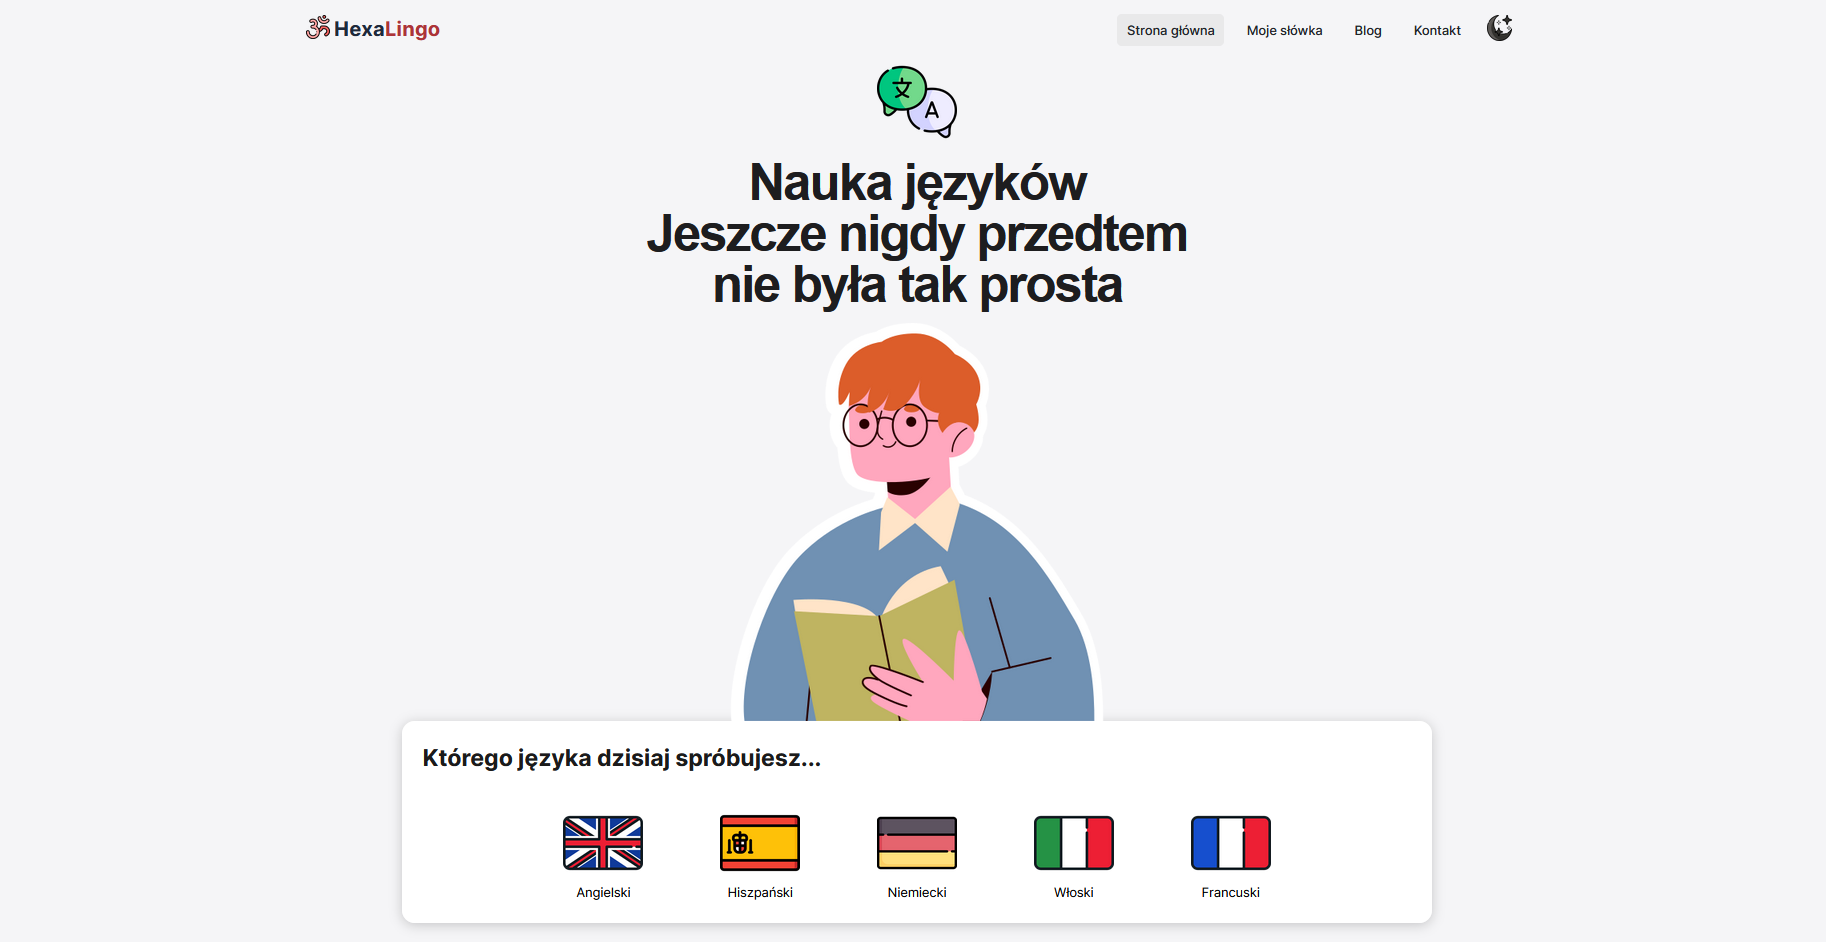 ॐ HexaLingo
Strona główna Moje słówka Blog Kontakt
文
A
Nauka języków
Jeszcze nigdy przedtem
nie była tak prosta
Którego języka dzisiaj spróbujesz...
Angielski Hiszpański Niemiecki Włoski Francuski